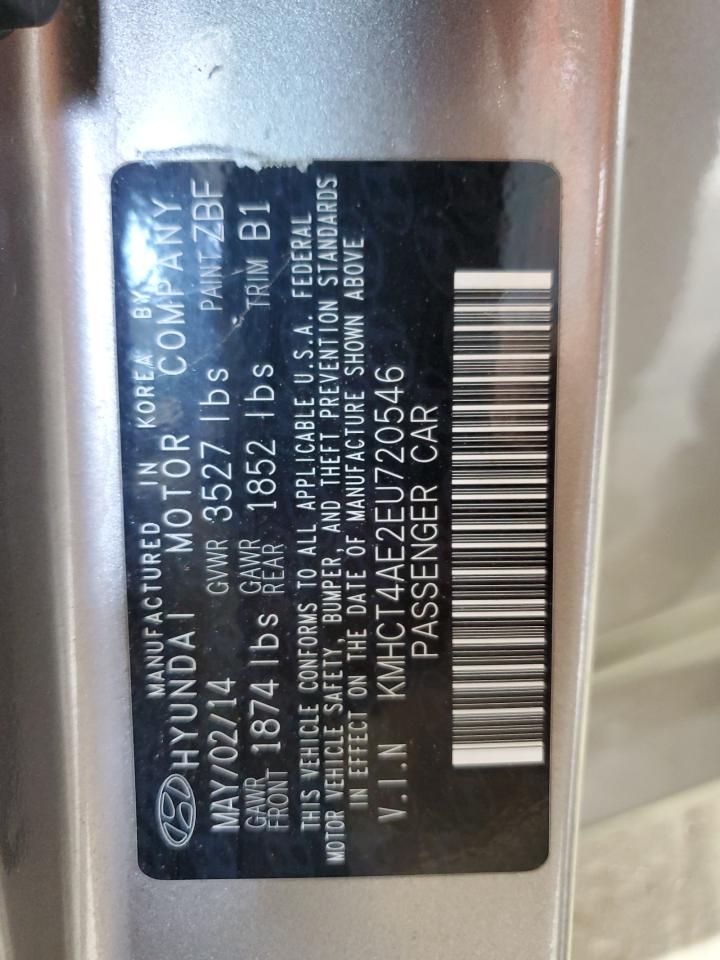 MANUFACTURED IN KOREA BY
HYUNDAI MOTOR COMPANY
MAY/02/14 GVWR 3527 lbs PAINT ZBF
GAWR FRONT 1874 lbs GAWR REAR 1852 lbs TRIM B1
THIS VEHICLE CONFORMS TO ALL APPLICABLE U.S.A. FEDERAL
MOTOR VEHICLE SAFETY, BUMPER, AND THEFT PREVENTION STANDARDS
IN EFFECT ON THE DATE OF MANUFACTURE SHOWN ABOVE
V.I.N KMHCT4AE2EU720546
PASSENGER CAR